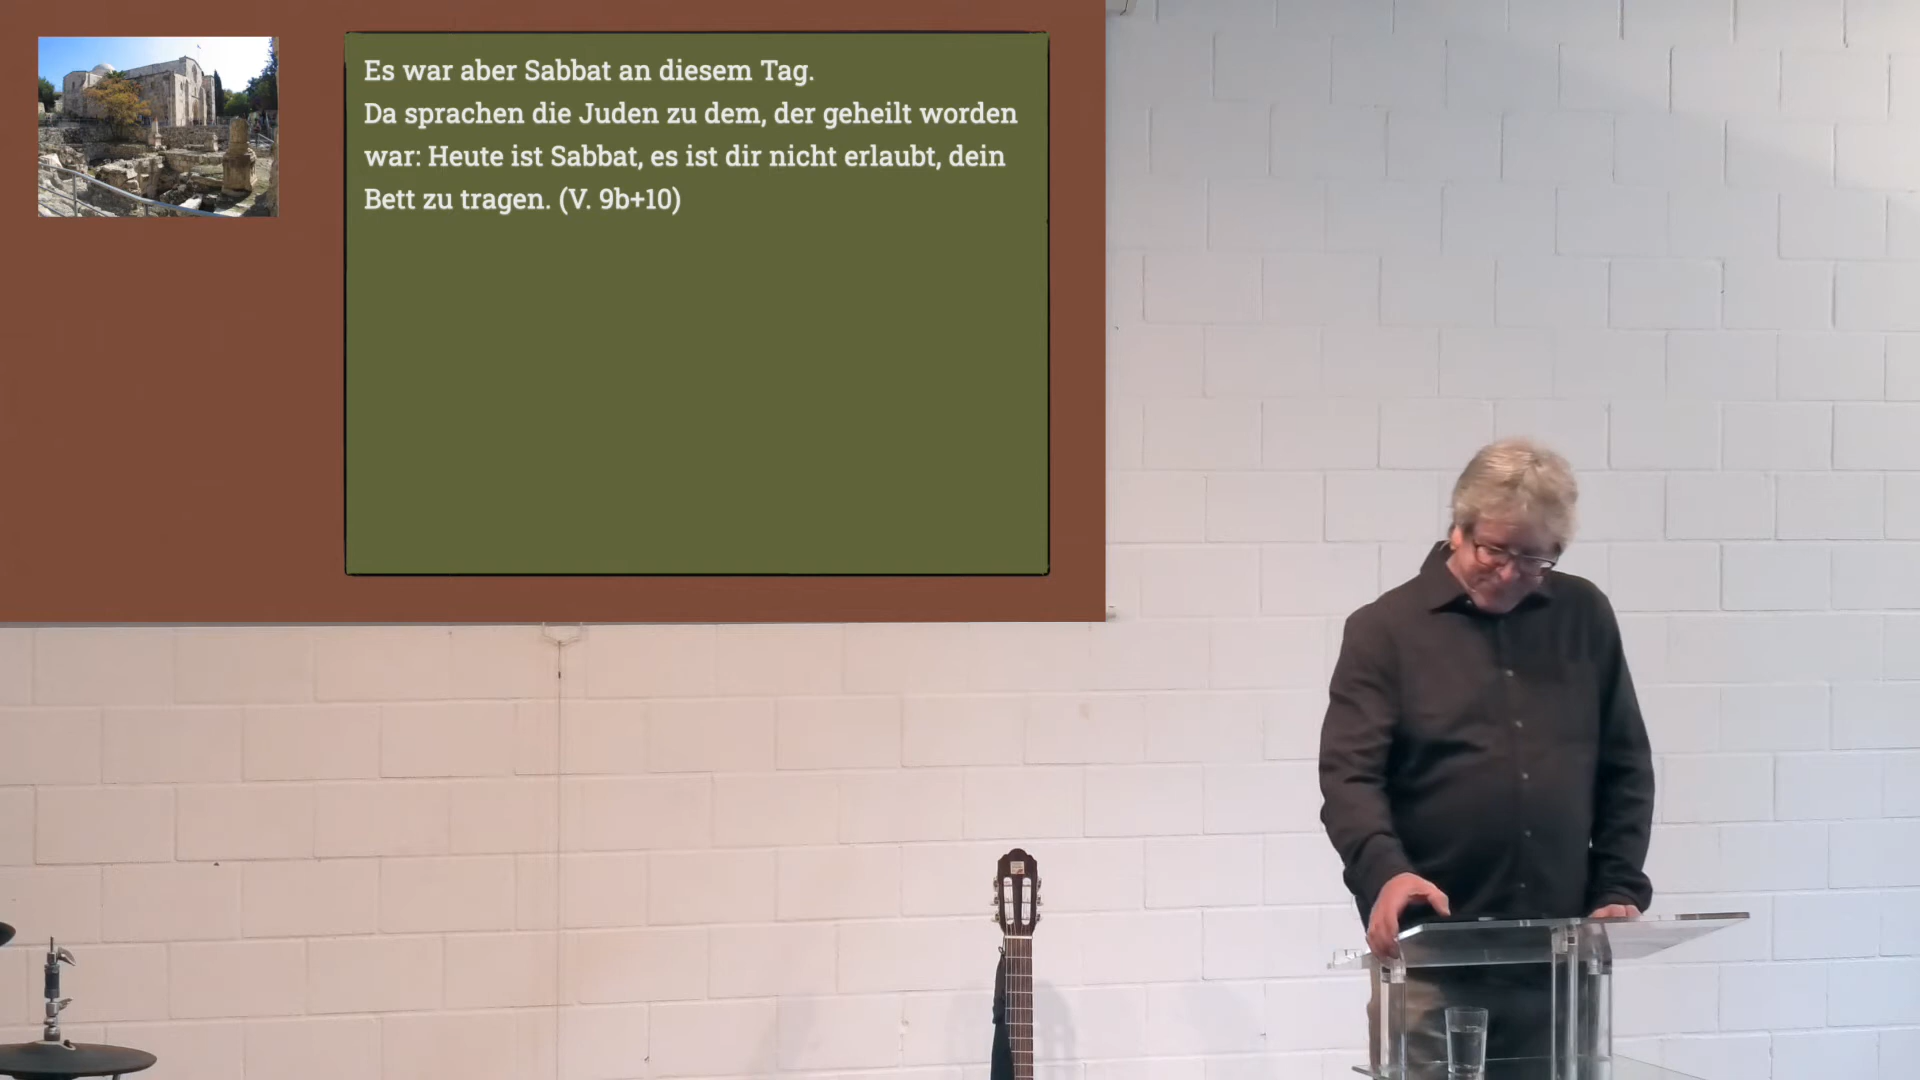 Es war aber Sabbat an diesem Tag.
Da sprachen die Juden zu dem, der geheilt worden
war: Heute ist Sabbat, es ist dir nicht erlaubt, dein
Bett zu tragen. (V. 9b+10)